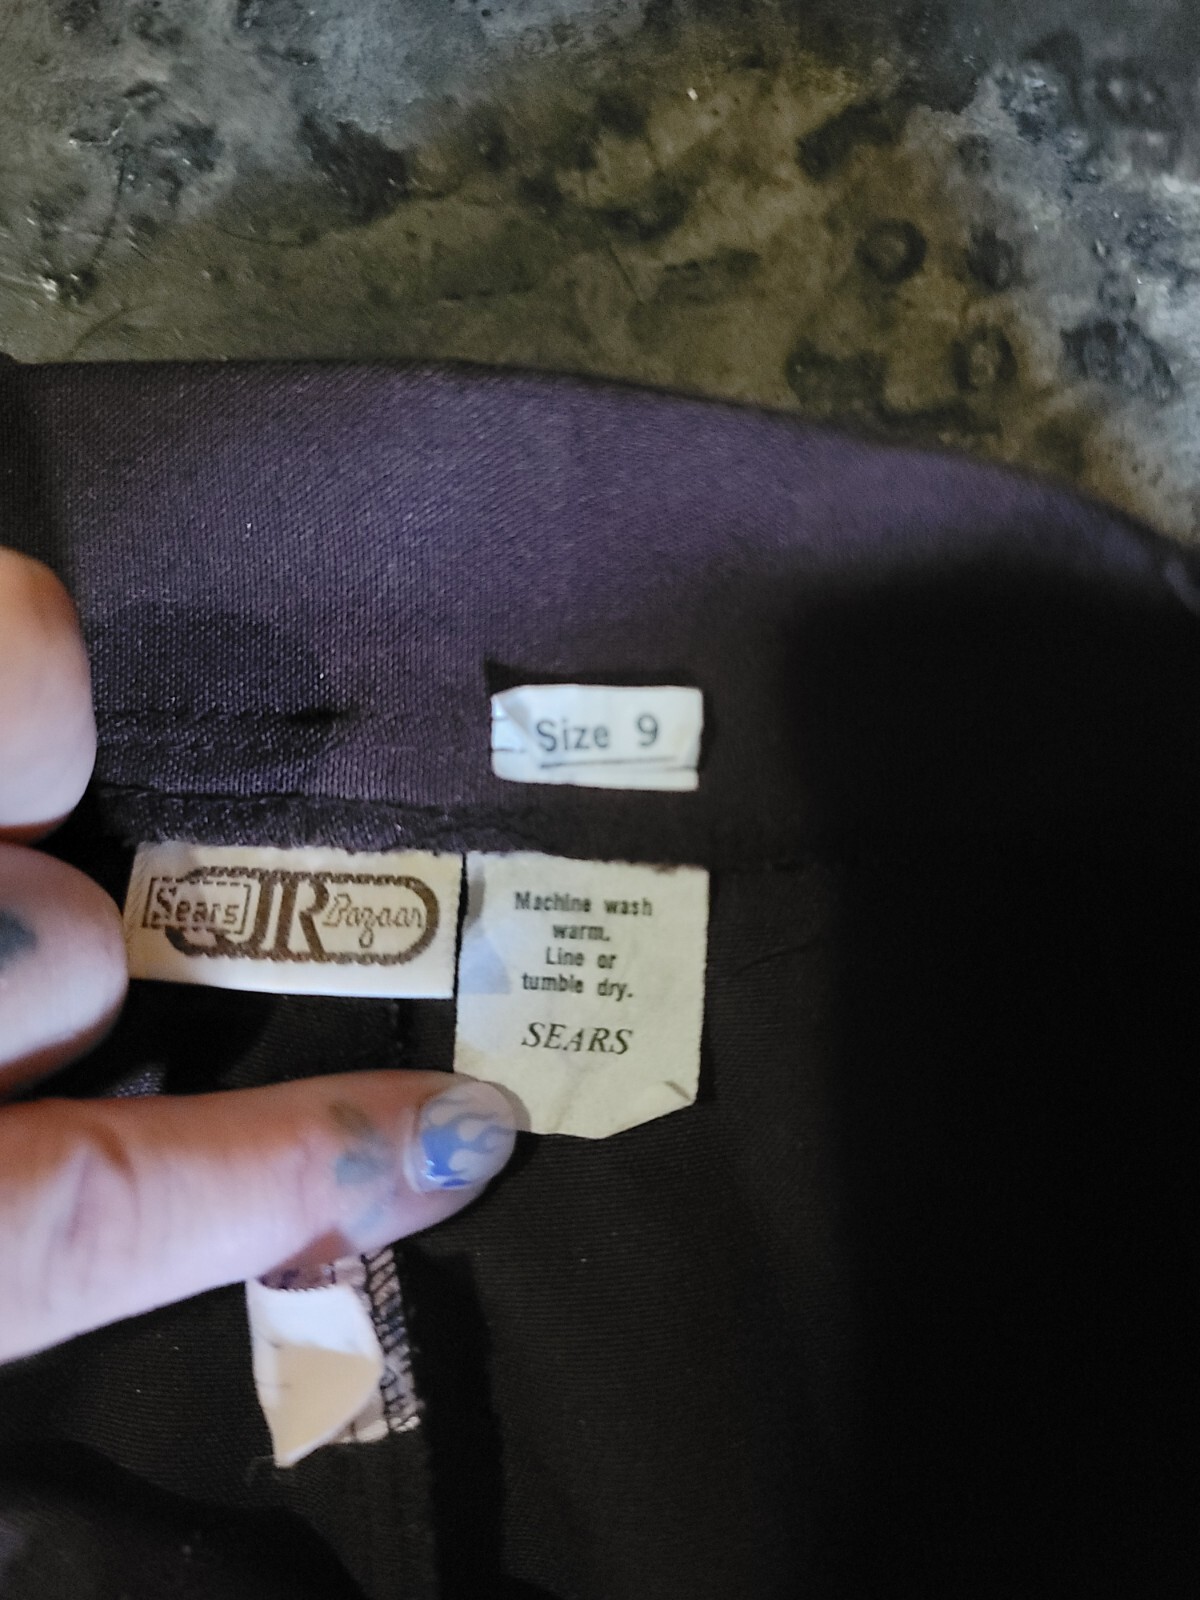 Size 9
Sears JR Bazaar
Machine wash
warm.
Line or
tumble dry.
SEARS